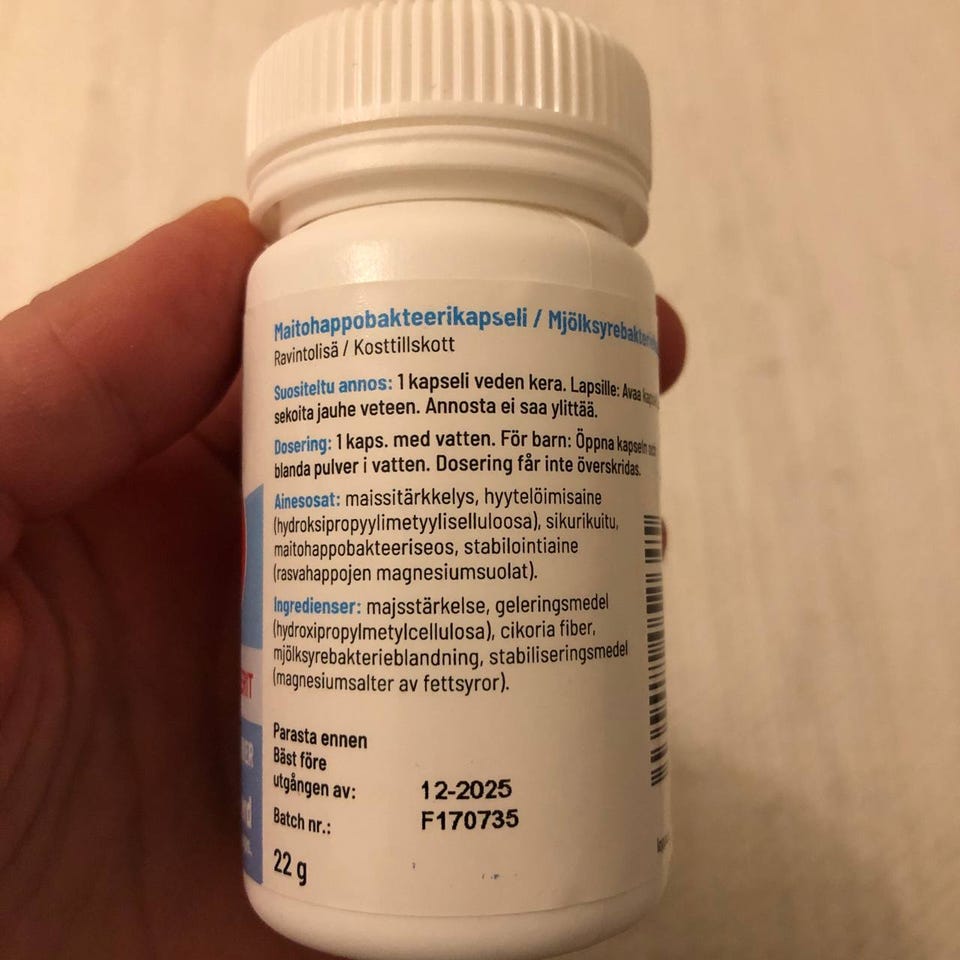 Maitohappobakteerikapseli / Mjölksyrebakterie
Ravintolisä / Kosttillskott
Suositeltu annos: 1 kapseli veden kera. Lapsille: Avaa
sekoita jauhe veteen. Annosta ei saa ylittää.
Dosering: 1 kaps. med vatten. För barn: Öppna kapseln och
blanda pulver i vatten. Dosering får inte överskridas.
Ainesosat: maissitärkkelys, hyytelöimisaine
(hydroksipropyylimetyyliselluloosa), sikurikuitu,
maitohappobakteeriseos, stabilointiaine
(rasvahappojen magnesiumsuolat).
Ingredienser: majsstärkelse, geleringsmedel
(hydroxipropylmetylcellulosa), cikoria fiber,
mjölksyrebakterieblandning, stabiliseringsmedel
(magnesiumsalter av fettsyror).
Parasta ennen
Bäst före
utgången av: 12-2025
Batch nr.: F170735
22 g